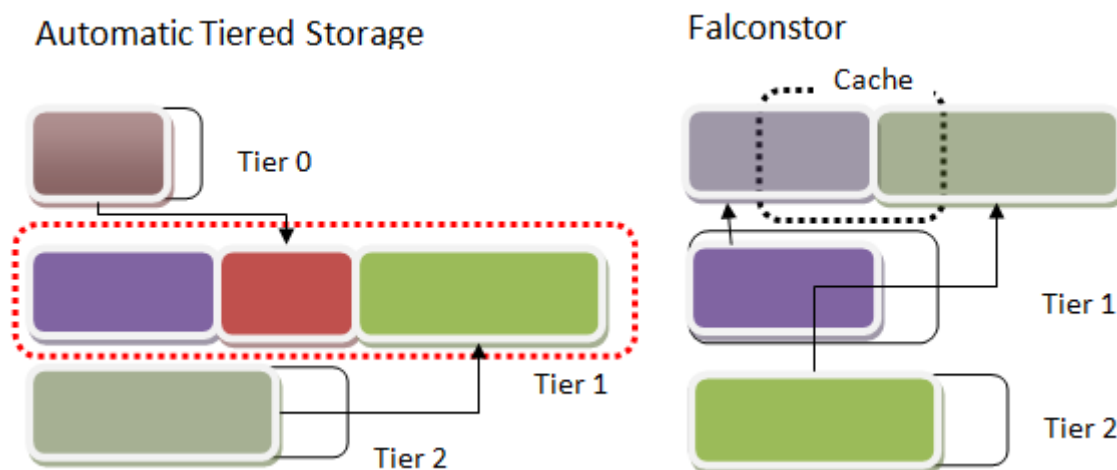 Automatic Tiered Storage
Tier 0
Tier 1
Tier 2
Falconstor
Cache
Tier 1
Tier 2